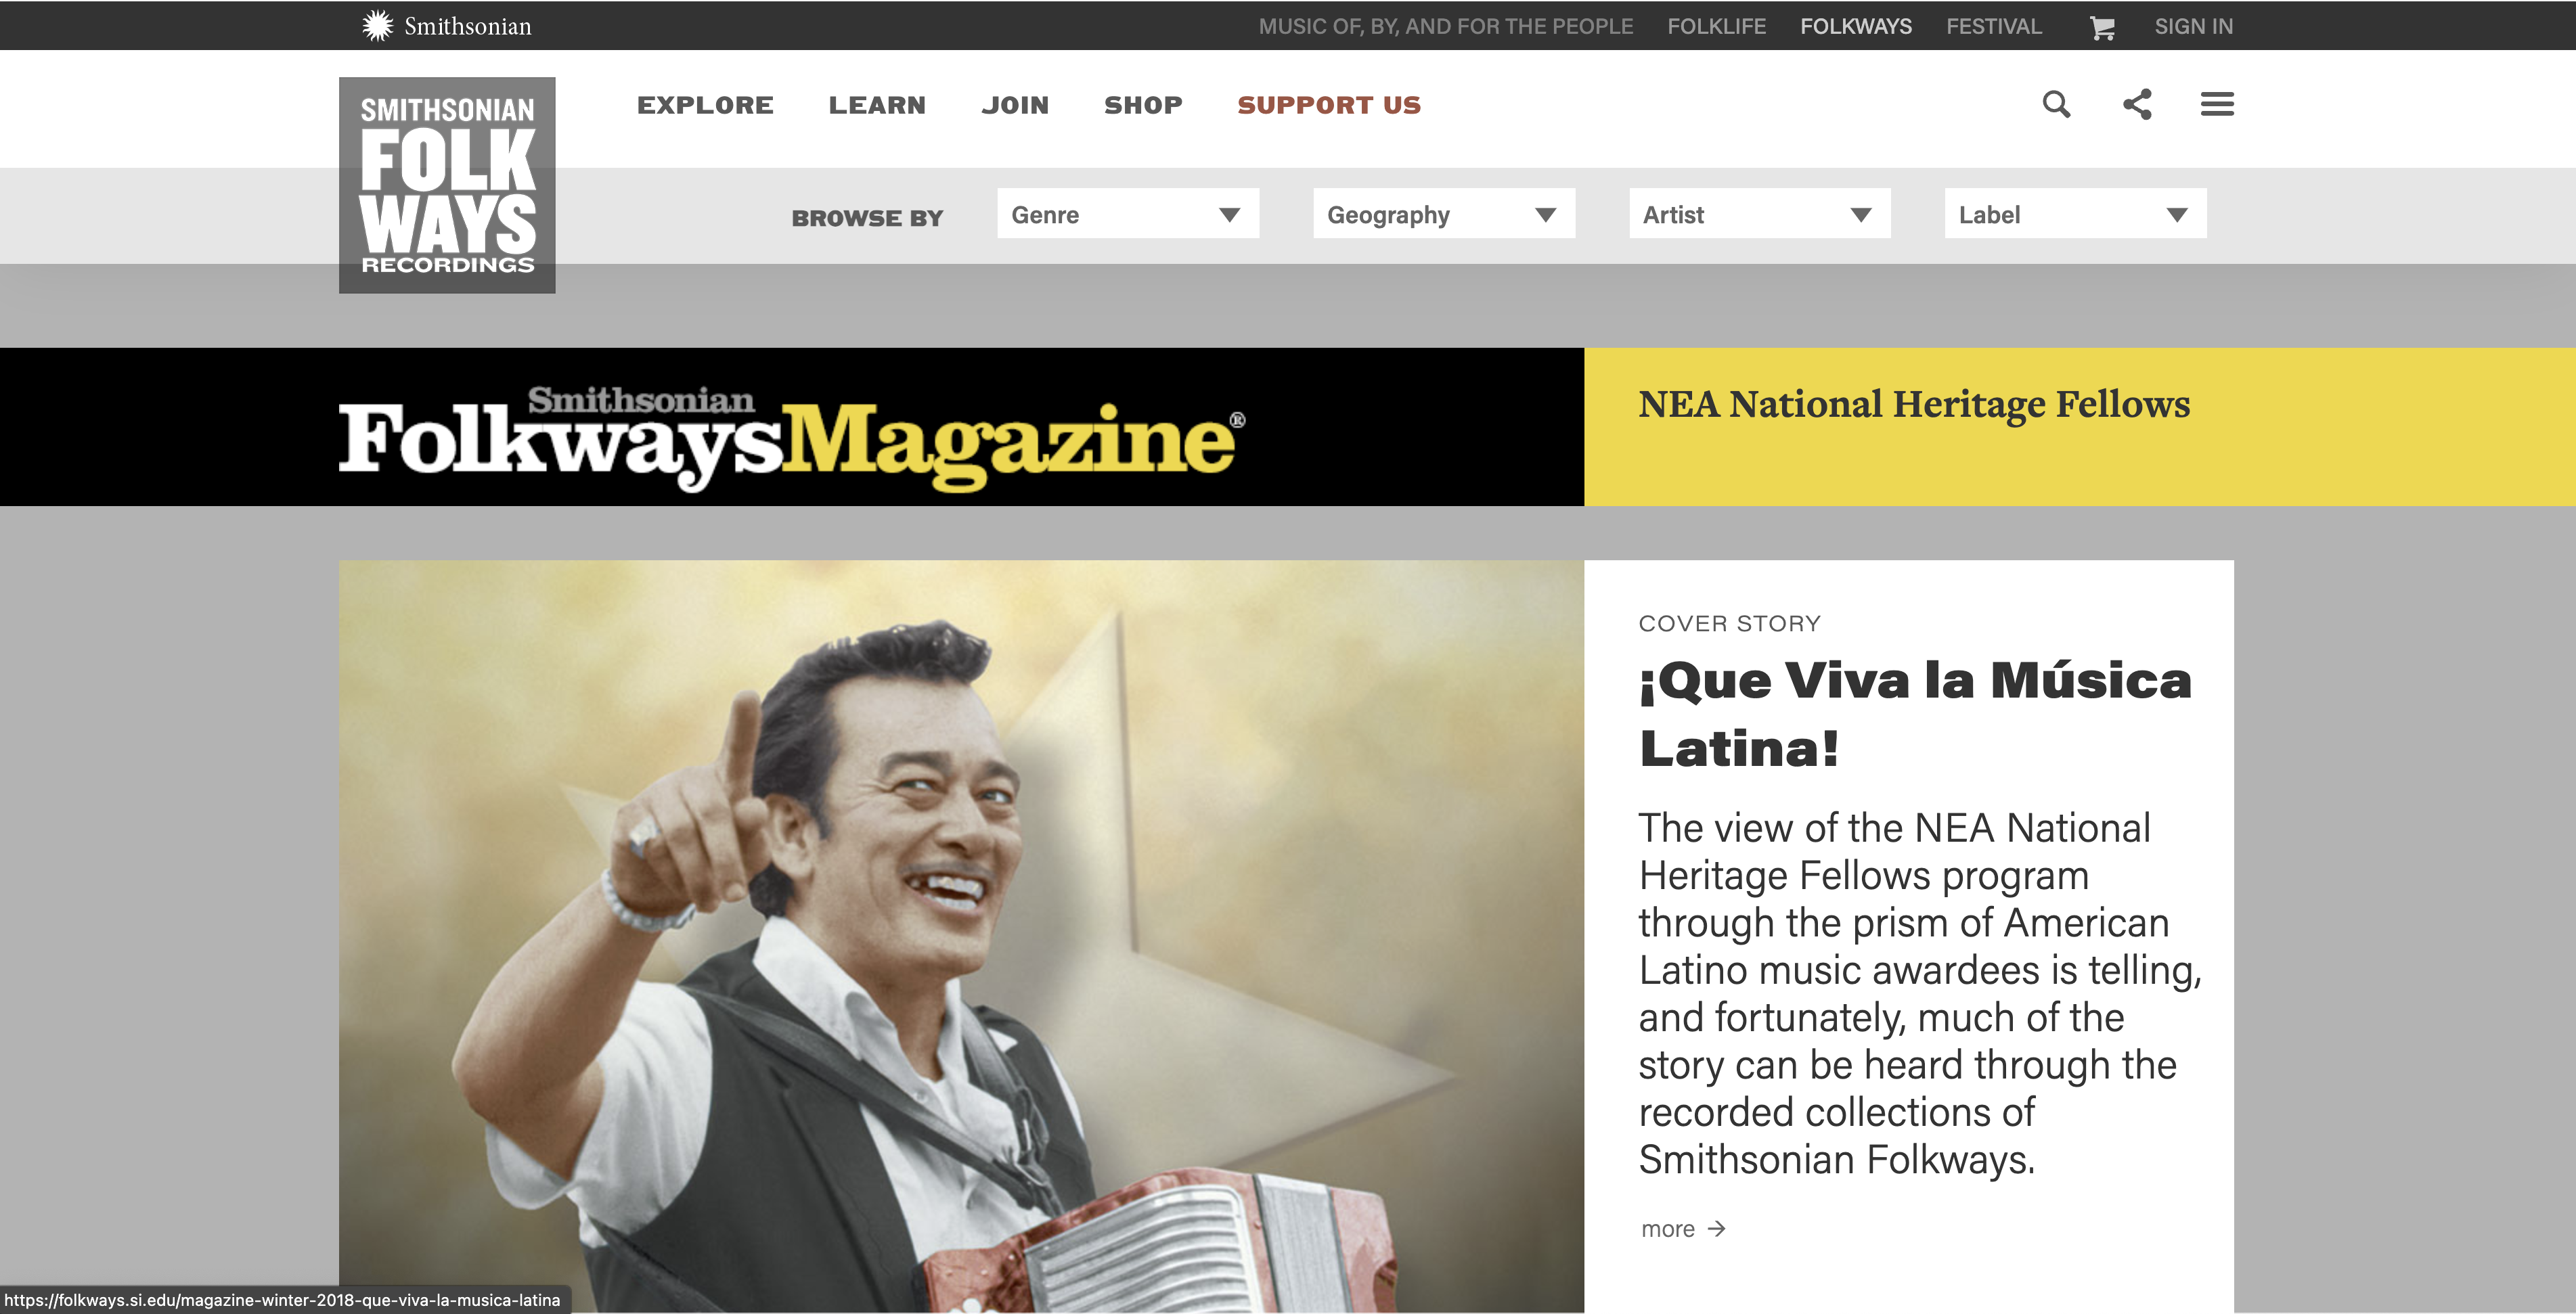 Smithsonian
MUSIC OF, BY, AND FOR THE PEOPLE
FOLKLIFE
FOLKWAYS
FESTIVAL
SIGN IN
SMITHSONIAN
FOLK
WAYS
RECORDINGS
EXPLORE
LEARN
JOIN
SHOP
SUPPORT US
BROWSE BY
Genre
Geography
Artist
Label
Smithsonian
FolkwaysMagazine®
NEA National Heritage Fellows
COVER STORY
¡Que Viva la Música
Latina!
The view of the NEA National
Heritage Fellows program
through the prism of American
Latino music awardees is telling,
and fortunately, much of the
story can be heard through the
recorded collections of
Smithsonian Folkways.
more →
https://folkways.si.edu/magazine-winter-2018-que-viva-la-musica-latina